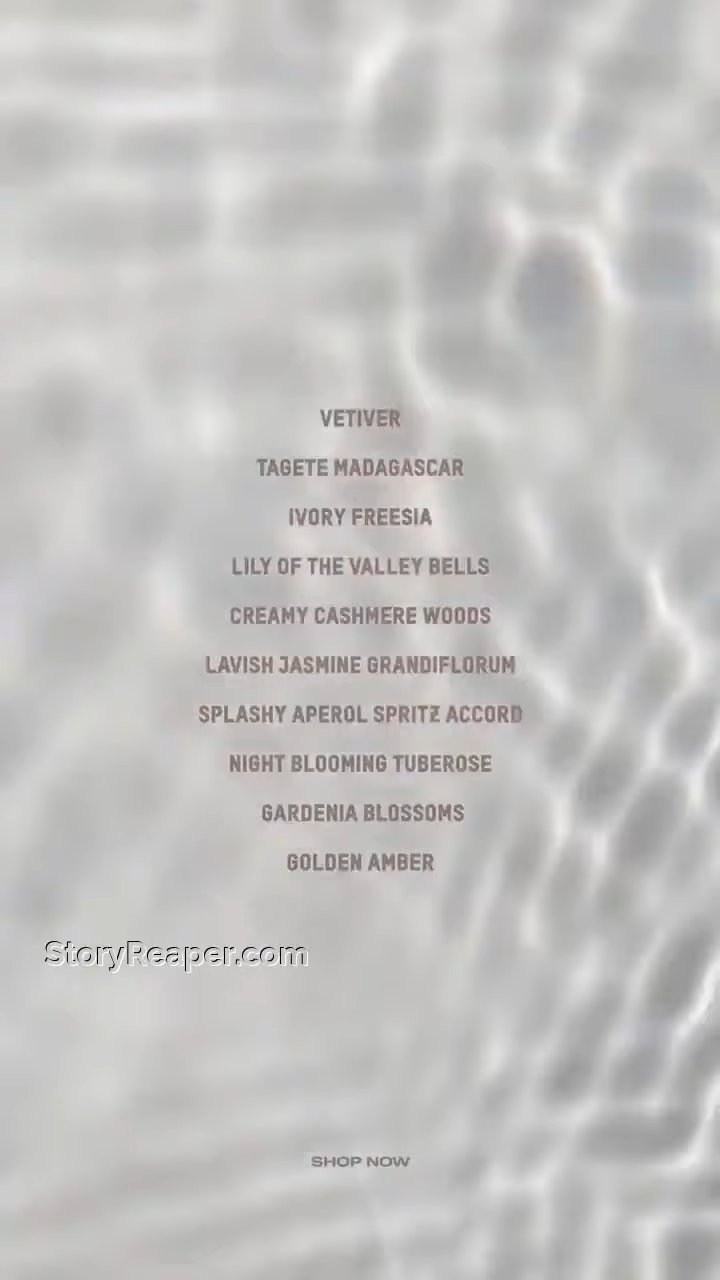 VETIVER
TAGETE MADAGASCAR
IVORY FREESIA
LILY OF THE VALLEY BELLS
CREAMY CASHMERE WOODS
LAVISH JASMINE GRANDIFLORUM
SPLASHY APEROL SPRITZ ACCORD
NIGHT BLOOMING TUBEROSE
GARDENIA BLOSSOMS
GOLDEN AMBER
StoryReaper.com
SHOP NOW